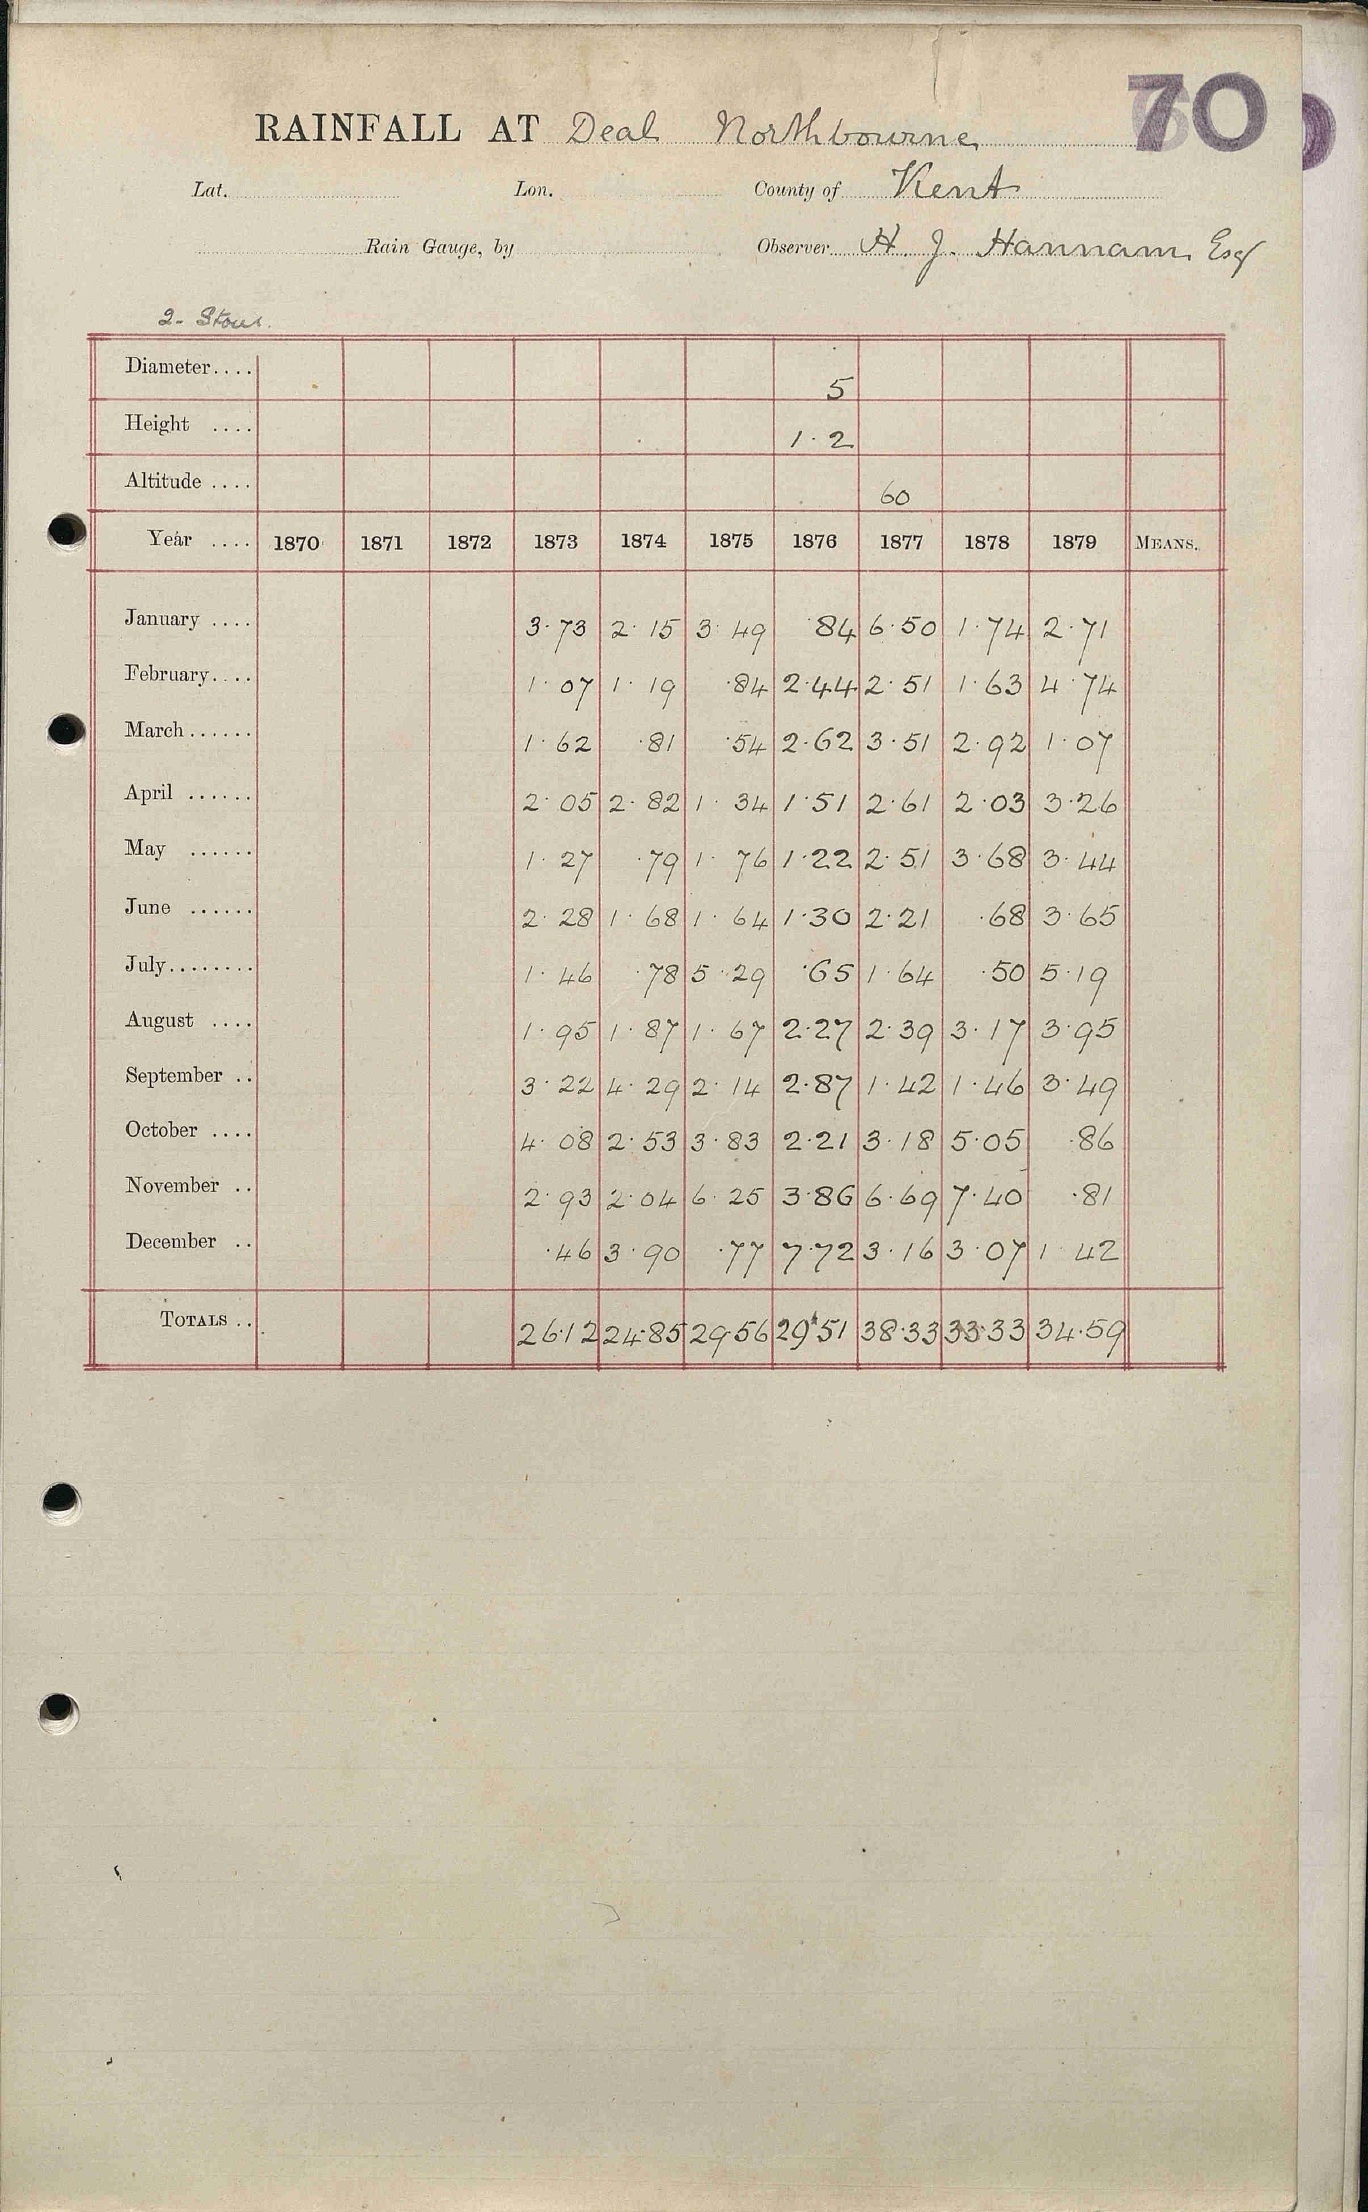 70
RAINFALL AT Deal Northbourne
Lat. Lon. County of Kent
Rain Gauge, by Observer H. J. Hannam Esq
2. Stour.
Diameter.... 5
Height .... 1.2
Altitude .... 60
Year .... 1870 1871 1872 1873 1874 1875 1876 1877 1878 1879 MEANS.
January .... 3.73 2.15 3.49 .84 6.50 1.74 2.71
February.... 1.07 1.19 .84 2.44 2.51 1.63 4.74
March...... 1.62 .81 .54 2.62 3.51 2.92 1.07
April ...... 2.05 2.82 1.34 1.51 2.61 2.03 3.26
May ...... 1.27 .79 1.76 1.22 2.51 3.68 3.44
June ...... 2.28 1.68 1.64 1.30 2.21 .68 3.65
July........ 1.46 .78 5.29 .65 1.64 .50 5.19
August .... 1.95 1.87 1.67 2.27 2.39 3.17 3.95
September .. 3.22 4.29 2.14 2.87 1.42 1.46 3.49
October .... 4.08 2.53 3.83 2.21 3.18 5.05 .86
November .. 2.93 2.04 6.25 3.86 6.69 7.40 .81
December .. .46 3.90 .77 7.72 3.16 3.07 1.42
TOTALS .. 26.12 24.85 29.56 29.51 38.33 33.33 34.59